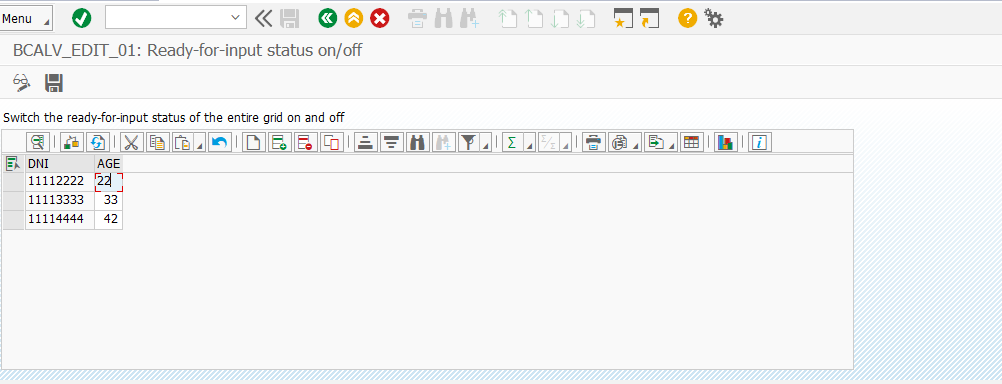 Menu
BCALV_EDIT_01: Ready-for-input status on/off
Switch the ready-for-input status of the entire grid on and off
DNI AGE
11112222 22
11113333 33
11114444 42